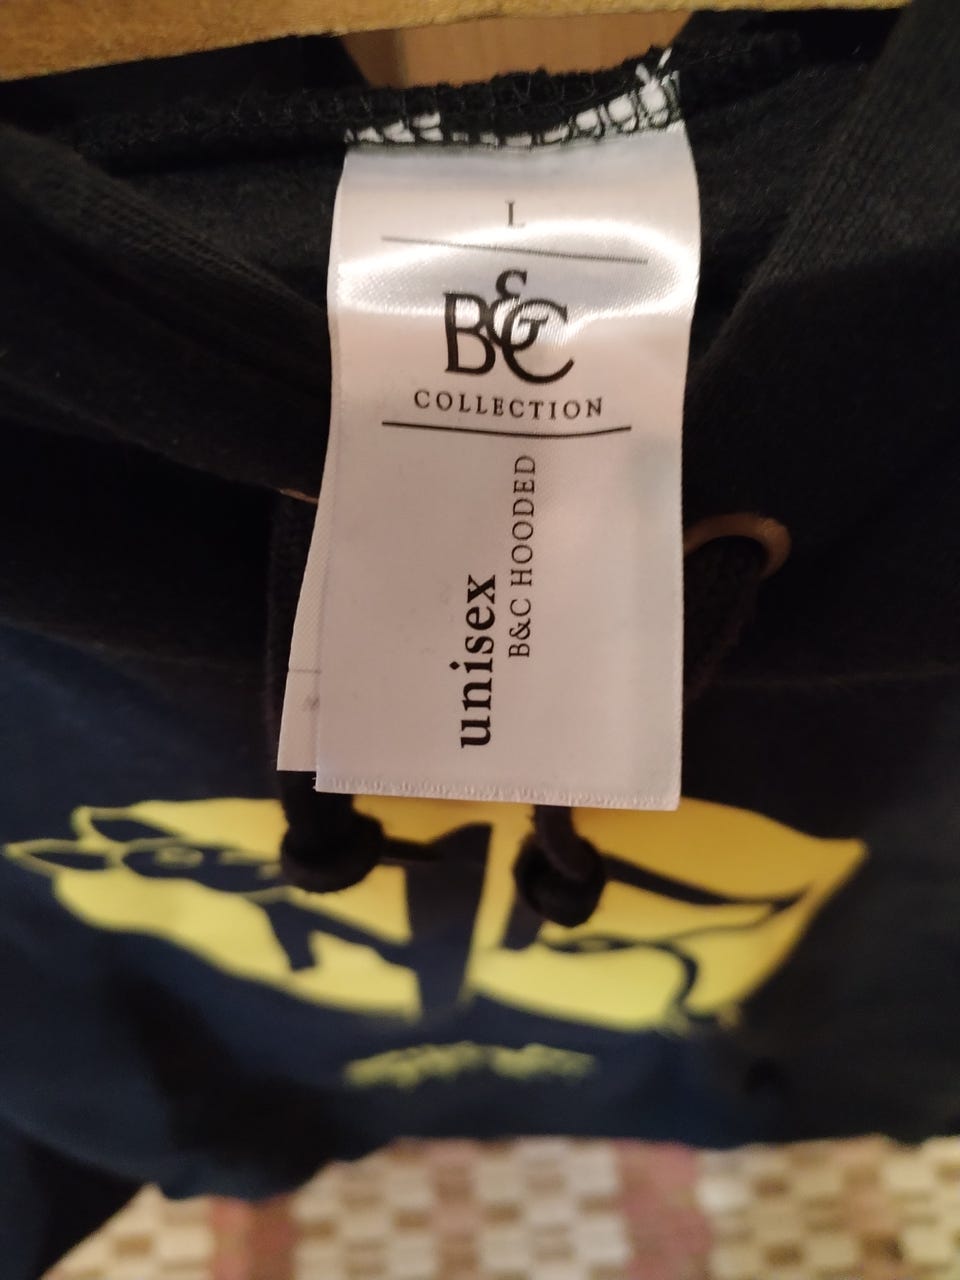 L
B&C
COLLECTION
unisex
B&C HOODED